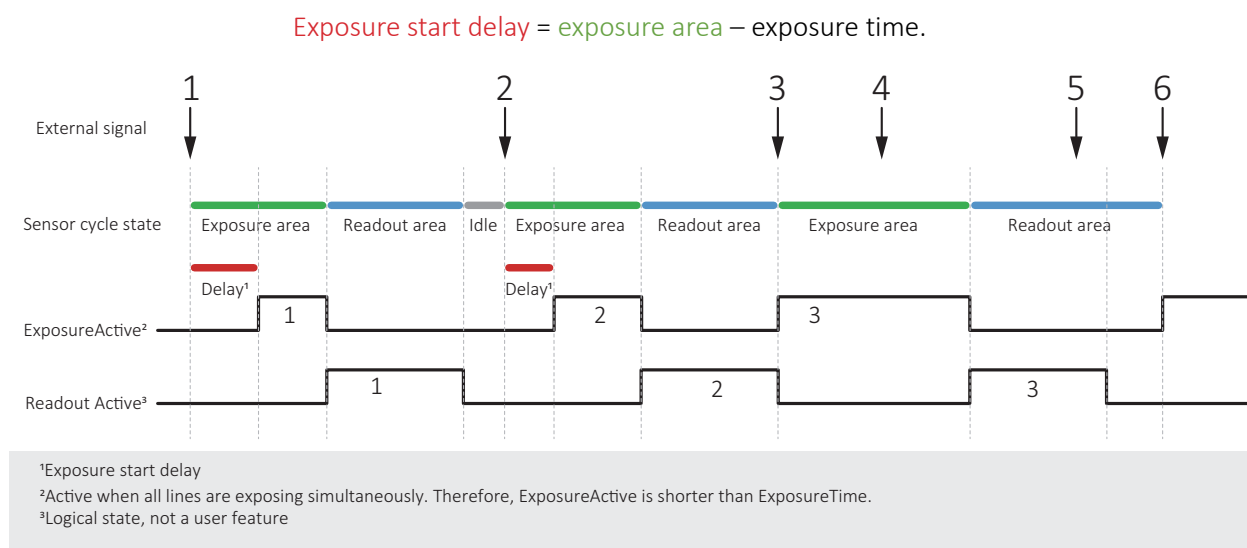 Exposure start delay = exposure area – exposure time.
1 2 3 4 5 6
External signal
Sensor cycle state
Exposure area Readout area Idle Exposure area Readout area Exposure area Readout area
Delay¹ Delay¹
ExposureActive² 1 2 3
Readout Active³ 1 2 3
¹Exposure start delay
²Active when all lines are exposing simultaneously. Therefore, ExposureActive is shorter than ExposureTime.
³Logical state, not a user feature